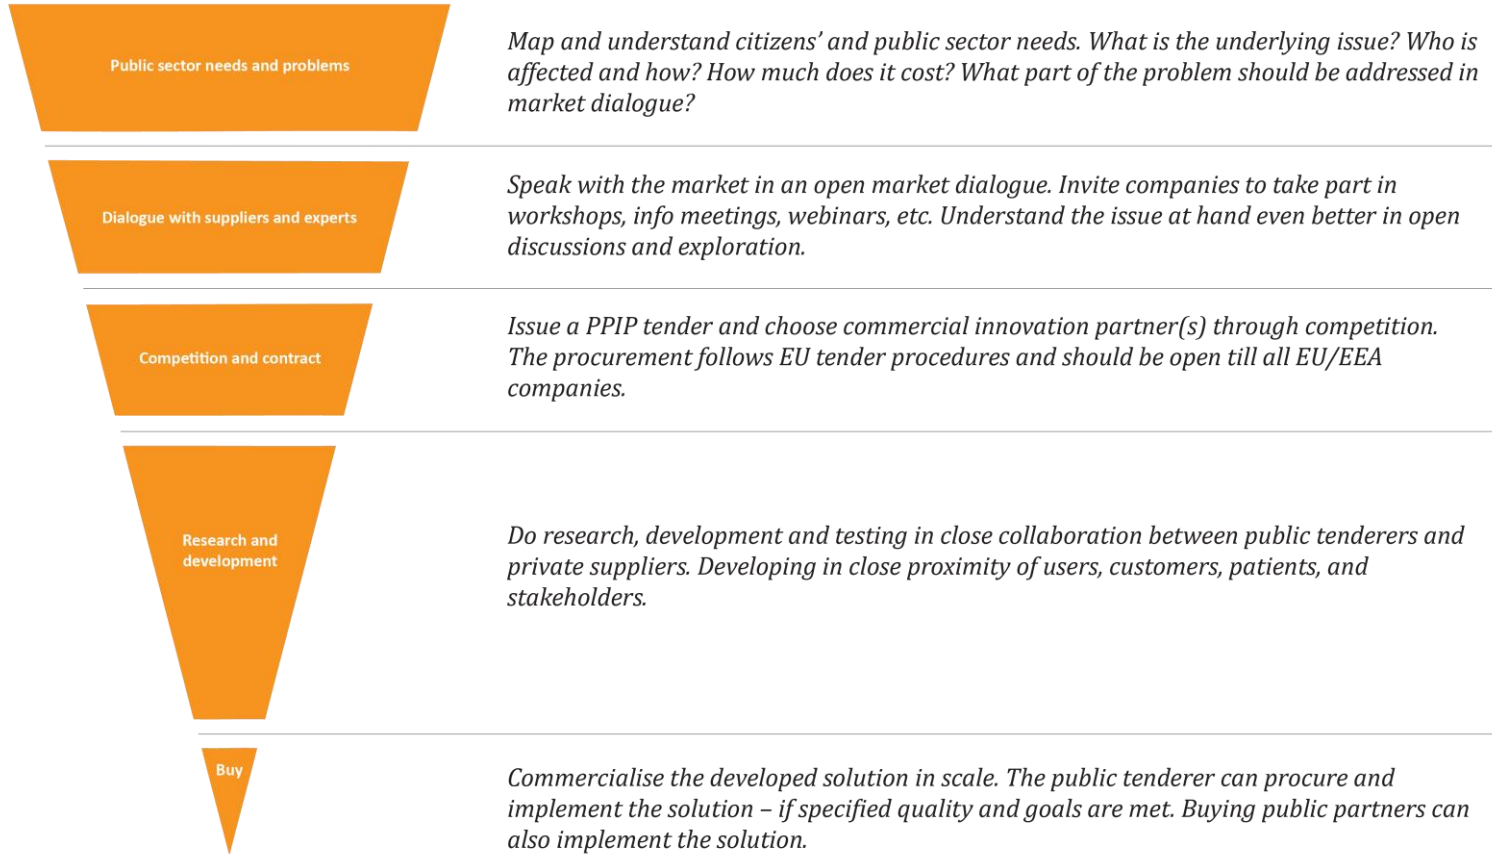 Public sector needs and problems
Map and understand citizens’ and public sector needs. What is the underlying issue? Who is
affected and how? How much does it cost? What part of the problem should be addressed in
market dialogue?
Dialogue with suppliers and experts
Speak with the market in an open market dialogue. Invite companies to take part in
workshops, info meetings, webinars, etc. Understand the issue at hand even better in open
discussions and exploration.
Competition and contract
Issue a PPIP tender and choose commercial innovation partner(s) through competition.
The procurement follows EU tender procedures and should be open till all EU/EEA
companies.
Research and
development
Do research, development and testing in close collaboration between public tenderers and
private suppliers. Developing in close proximity of users, customers, patients, and
stakeholders.
Buy
Commercialise the developed solution in scale. The public tenderer can procure and
implement the solution – if specified quality and goals are met. Buying public partners can
also implement the solution.